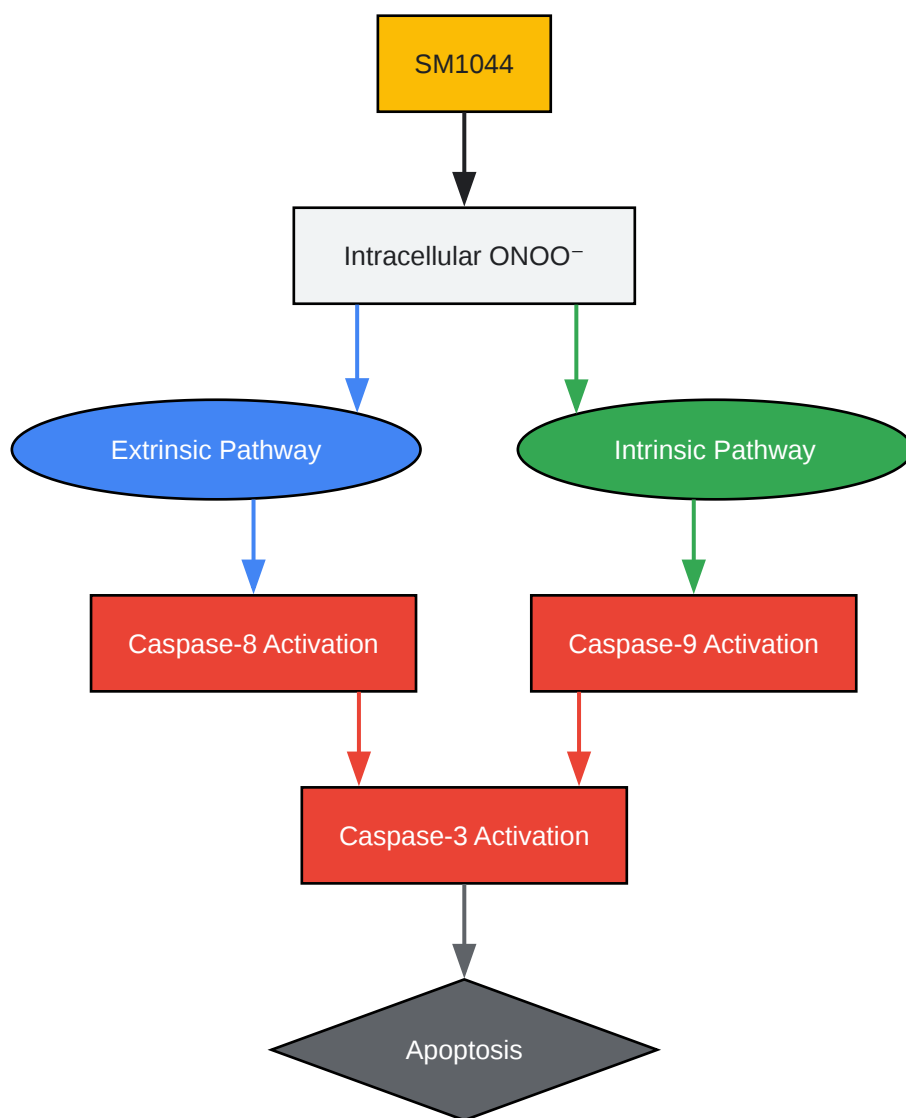 SM1044
Intracellular ONOO⁻
Extrinsic Pathway
Intrinsic Pathway
Caspase-8 Activation
Caspase-9 Activation
Caspase-3 Activation
Apoptosis